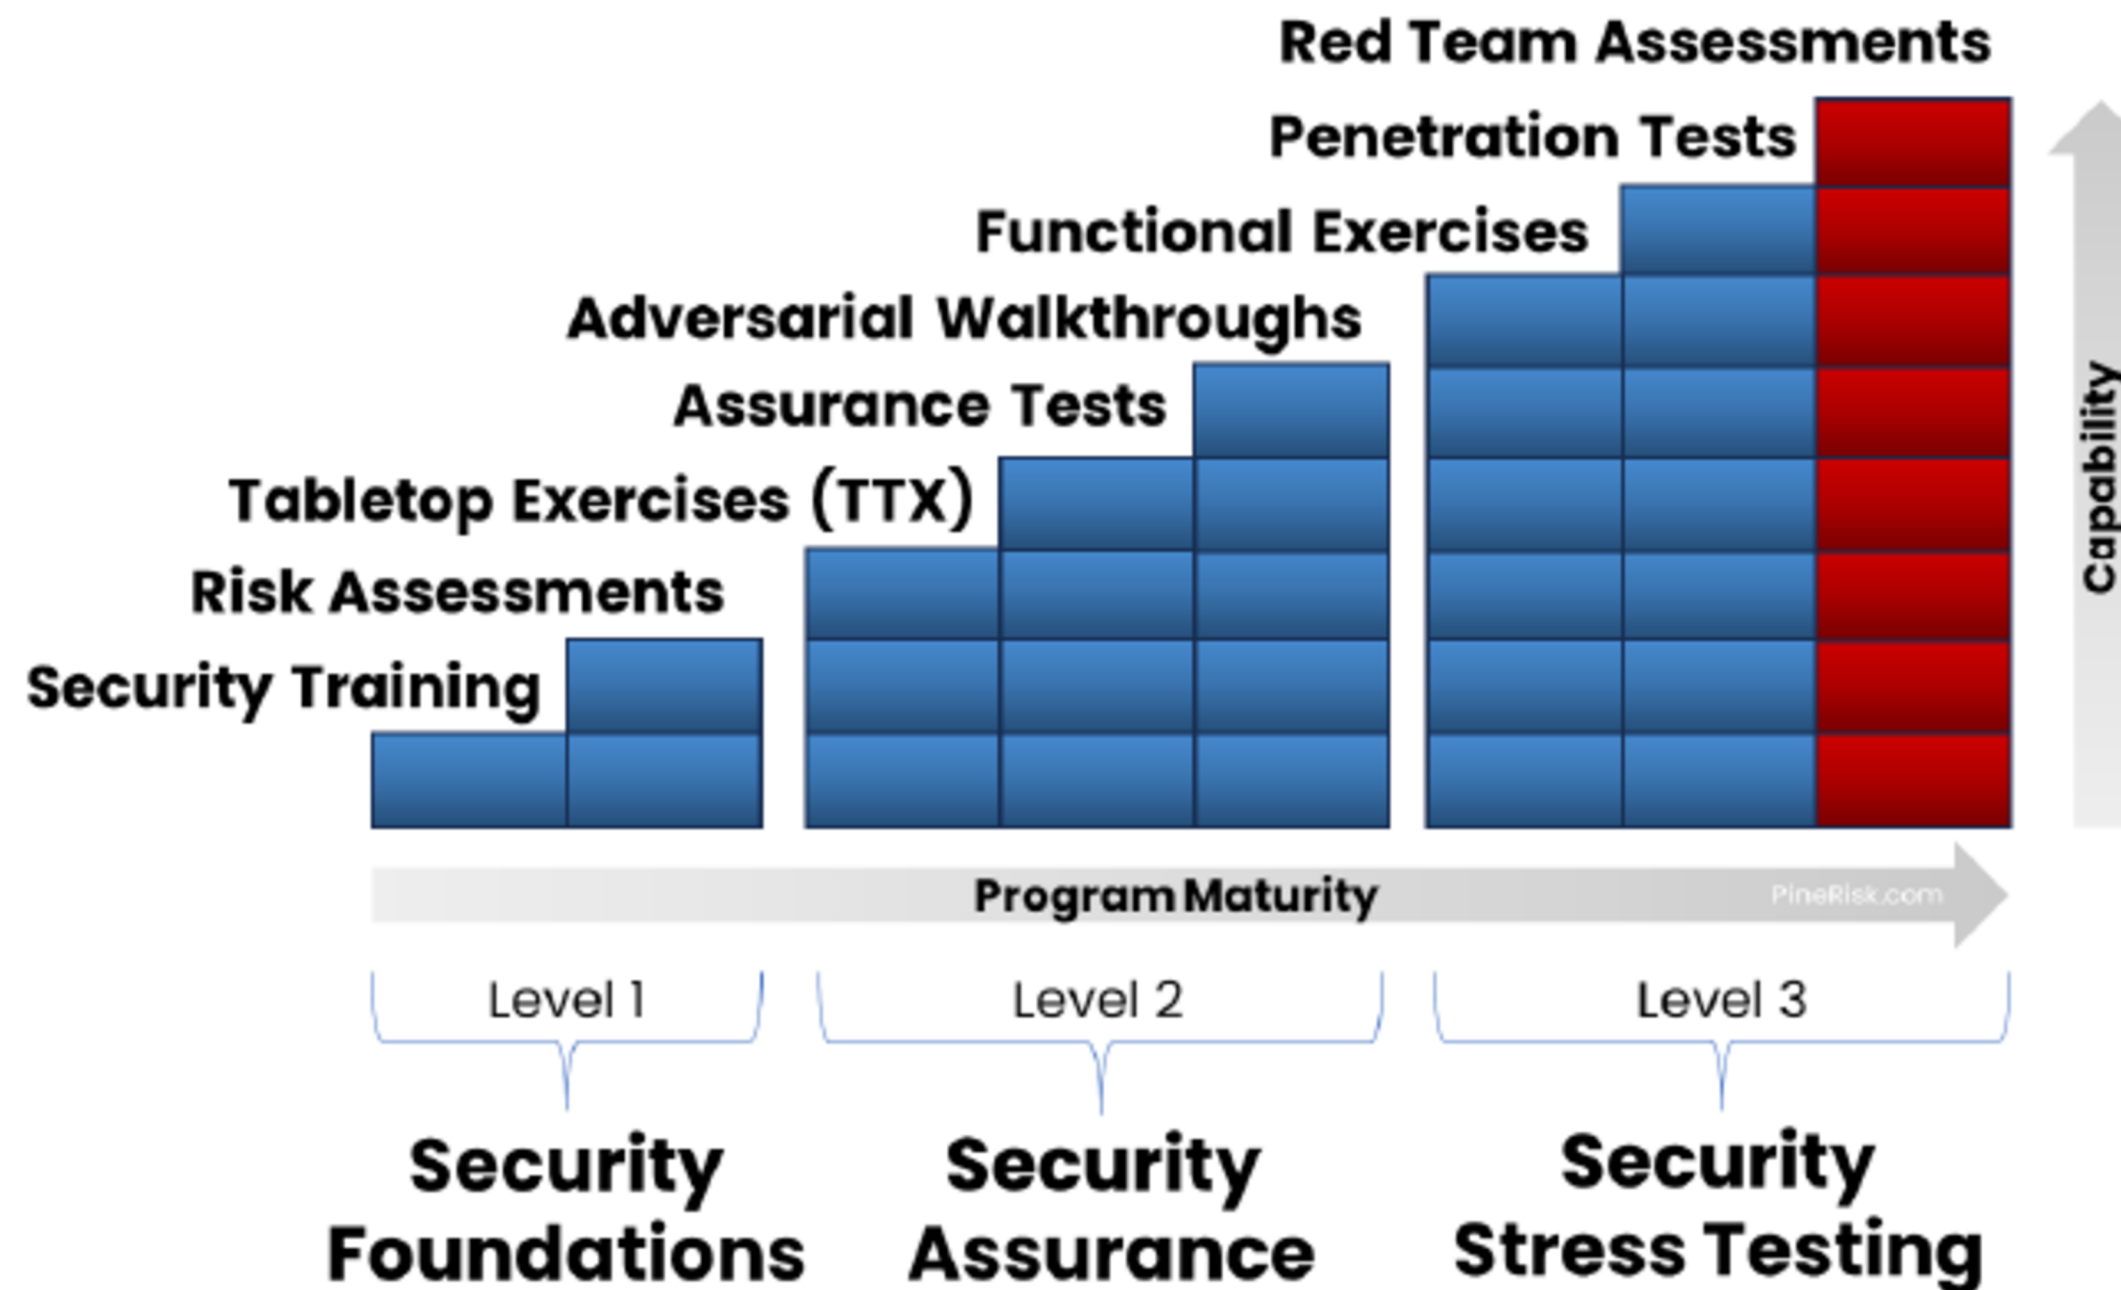 Red Team Assessments
Penetration Tests
Functional Exercises
Adversarial Walkthroughs
Assurance Tests
Tabletop Exercises (TTX)
Risk Assessments
Security Training
Capability
Program Maturity
PineRisk.com
Level 1
Level 2
Level 3
Security
Foundations
Security
Assurance
Security
Stress Testing